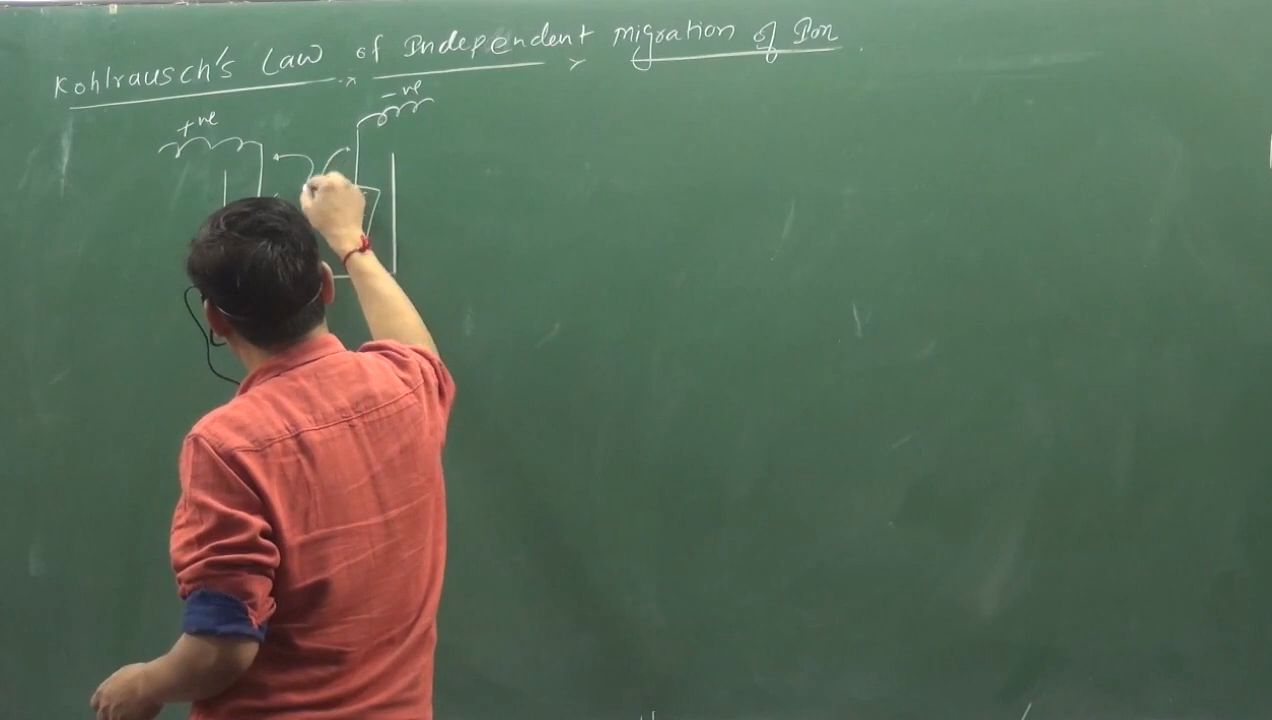 Kohlrausch's Law of Independent migration of Ion.
+ve
-ve